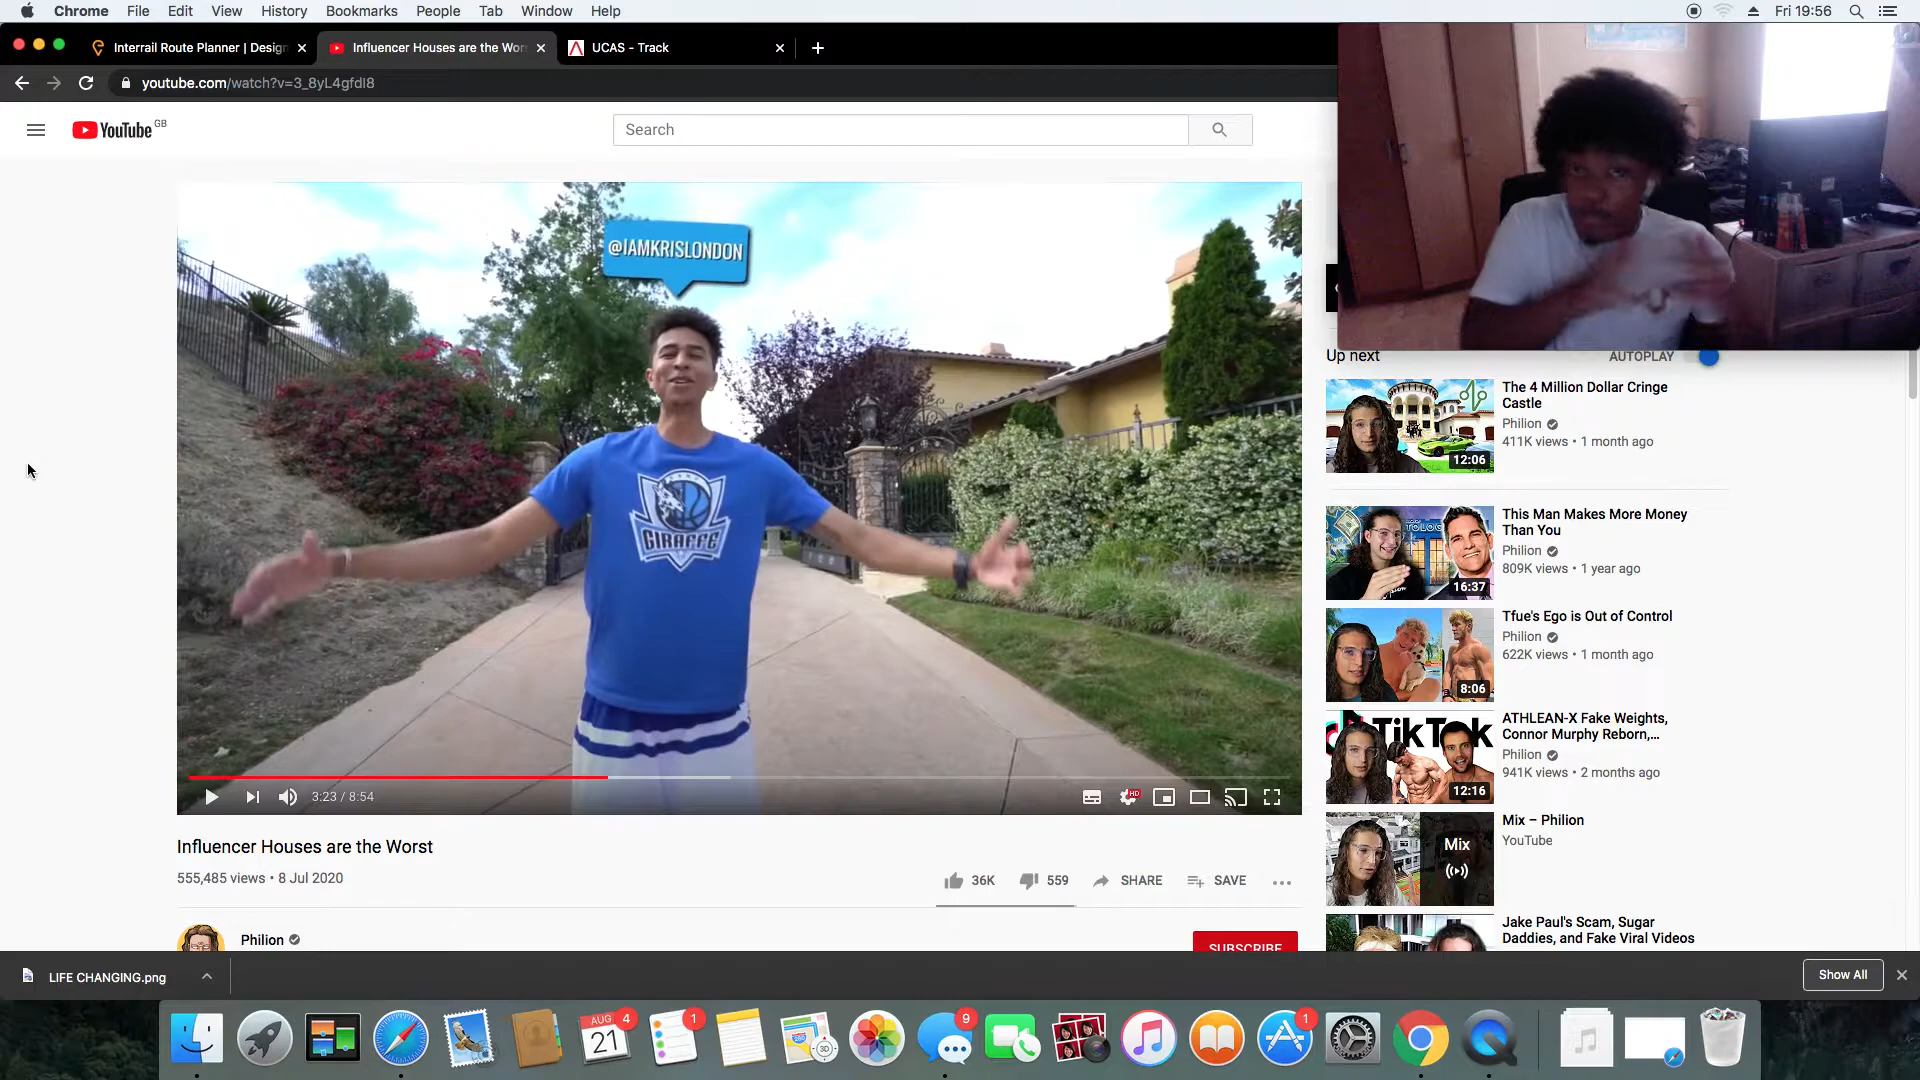 Chrome File Edit View History Bookmarks People Tab Window Help Fri 19:56
Interrail Route Planner | Design
Influencer Houses are the Wor
UCAS - Track
youtube.com/watch?v=3_8yL4gfdI8
YouTube GB
Search
@IAMKRISLONDON
GIRAFFE
3:23 / 8:54
HD
Influencer Houses are the Worst
555,485 views • 8 Jul 2020
36K 559 SHARE SAVE
Philion
SUBSCRIBE
Up next AUTOPLAY
The 4 Million Dollar Cringe
Castle
Philion
411K views • 1 month ago
12:06
This Man Makes More Money
Than You
Philion
809K views • 1 year ago
16:37
Tfue's Ego is Out of Control
Philion
622K views • 1 month ago
8:06
TikTok
ATHLEAN-X Fake Weights,
Connor Murphy Reborn,...
Philion
941K views • 2 months ago
12:16
Mix – Philion
YouTube
Mix
Jake Paul's Scam, Sugar
Daddies, and Fake Viral Videos
LIFE CHANGING.png
Show All
AUG
21
4
1
3D
9
1